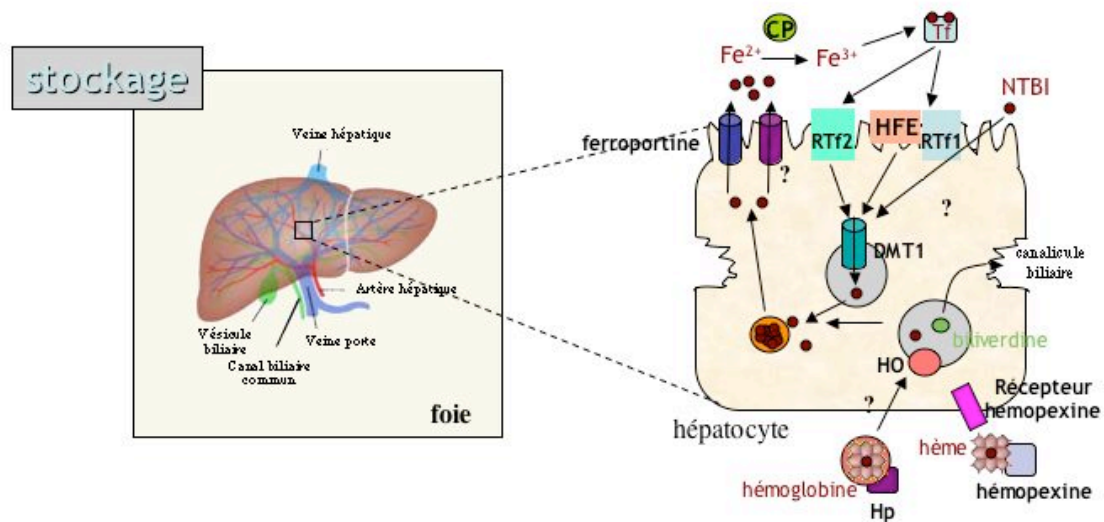 stockage
Veine hépatique
Artère hépatique
Vésicule
biliaire
Veine porte
Canal biliaire
commun
foie
CP
Fe2+
Fe3+
Tf
NTBI
ferroportine
RTf2
HFE
RTf1
?
?
DMT1
canalicule
biliaire
biliverdine
HO
Récepteur
hemopexine
?
hépatocyte
hème
hémoglobine
hémopexine
Hp